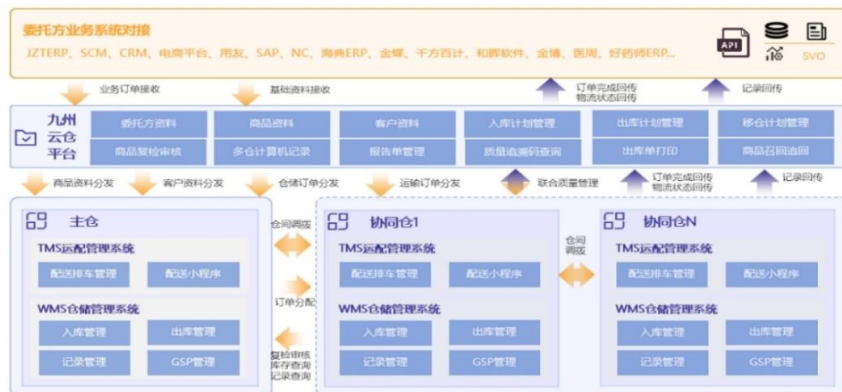 委托方业务系统对接
JZTERP、SCM、CRM、电商平台、用友、SAP、NC、海典ERP、金蝶、千方百计、和晖软件、金博、医周、好药师ERP...
API
SVO
业务订单接收
基础资料接收
订单完成回传
物流状态回传
记录回传
九州
云仓
平台
委托方资料
商品资料
客户资料
入库计划管理
出库计划管理
移仓计划管理
商品复检审核
多仓计算机记录
报告单管理
质量追溯码查询
出库单打印
商品召回追回
商品资料分发
客户资料分发
仓储订单分发
运输订单分发
联合质量管理
订单完成回传
物流状态回传
记录回传
主仓
TMS运配管理系统
配送排车管理
配送小程序
WMS仓储管理系统
入库管理
出库管理
记录管理
GSP管理
仓间调拨
订单分配
复检审核
库存查询
记录查询
协同仓1
TMS运配管理系统
配送排车管理
配送小程序
WMS仓储管理系统
入库管理
出库管理
记录管理
GSP管理
仓间
调拨
协同仓N
TMS运配管理系统
配送排车管理
配送小程序
WMS仓储管理系统
入库管理
出库管理
记录管理
GSP管理